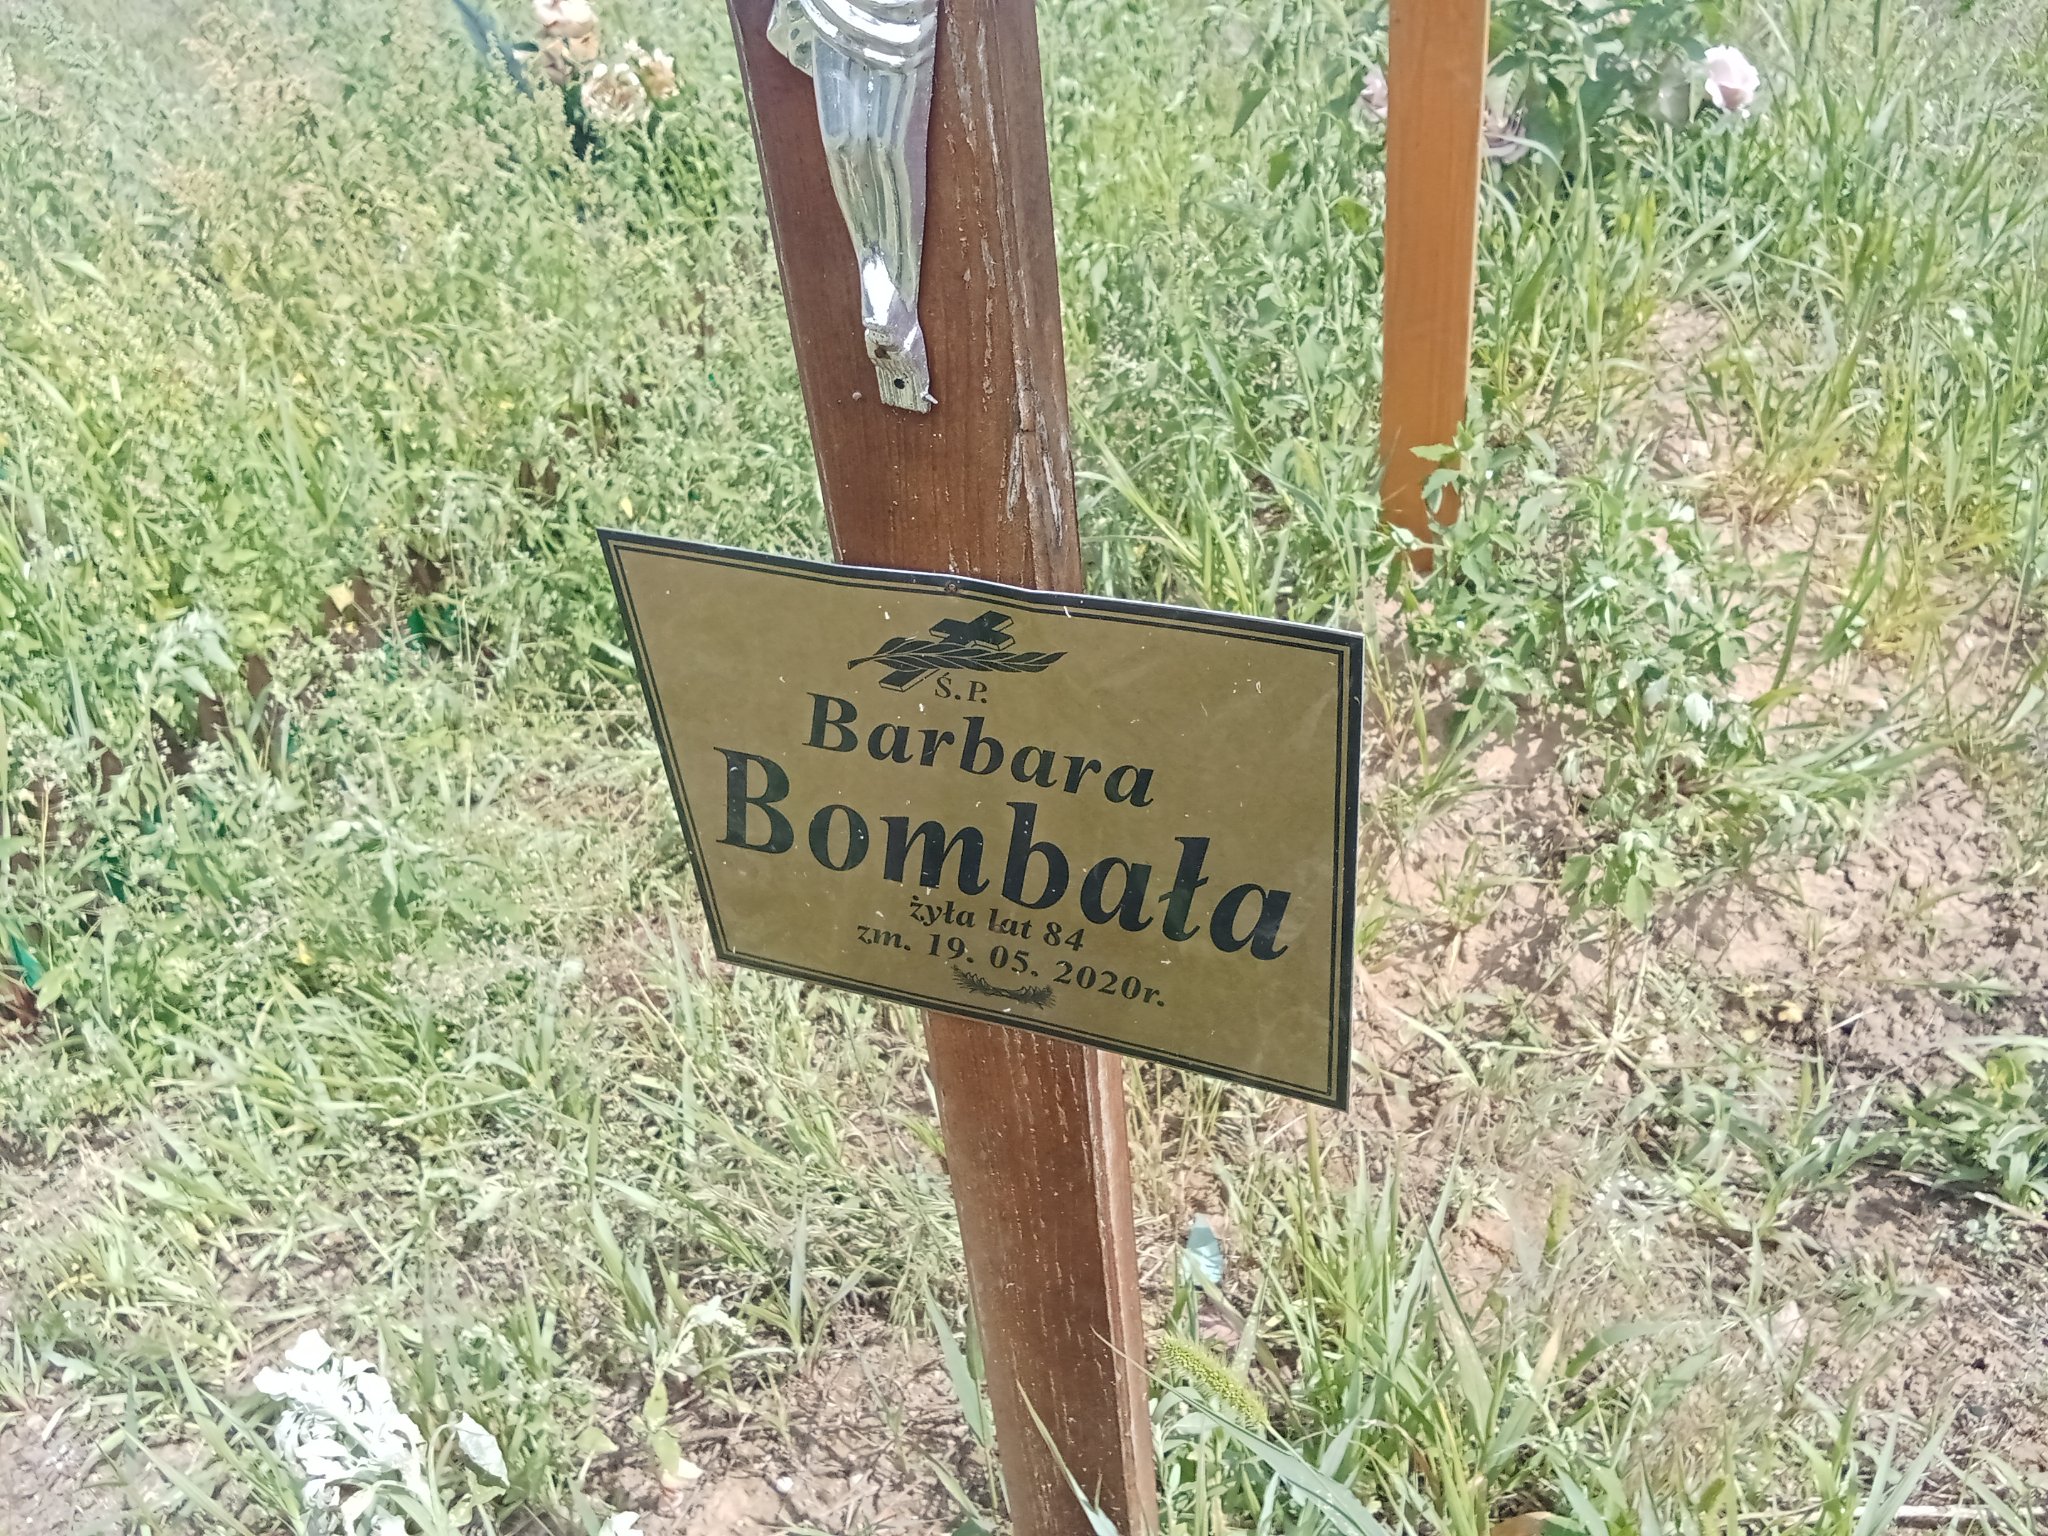 Ś.P.
Barbara
Bombała
żyła lat 84
zm. 19. 05. 2020r.